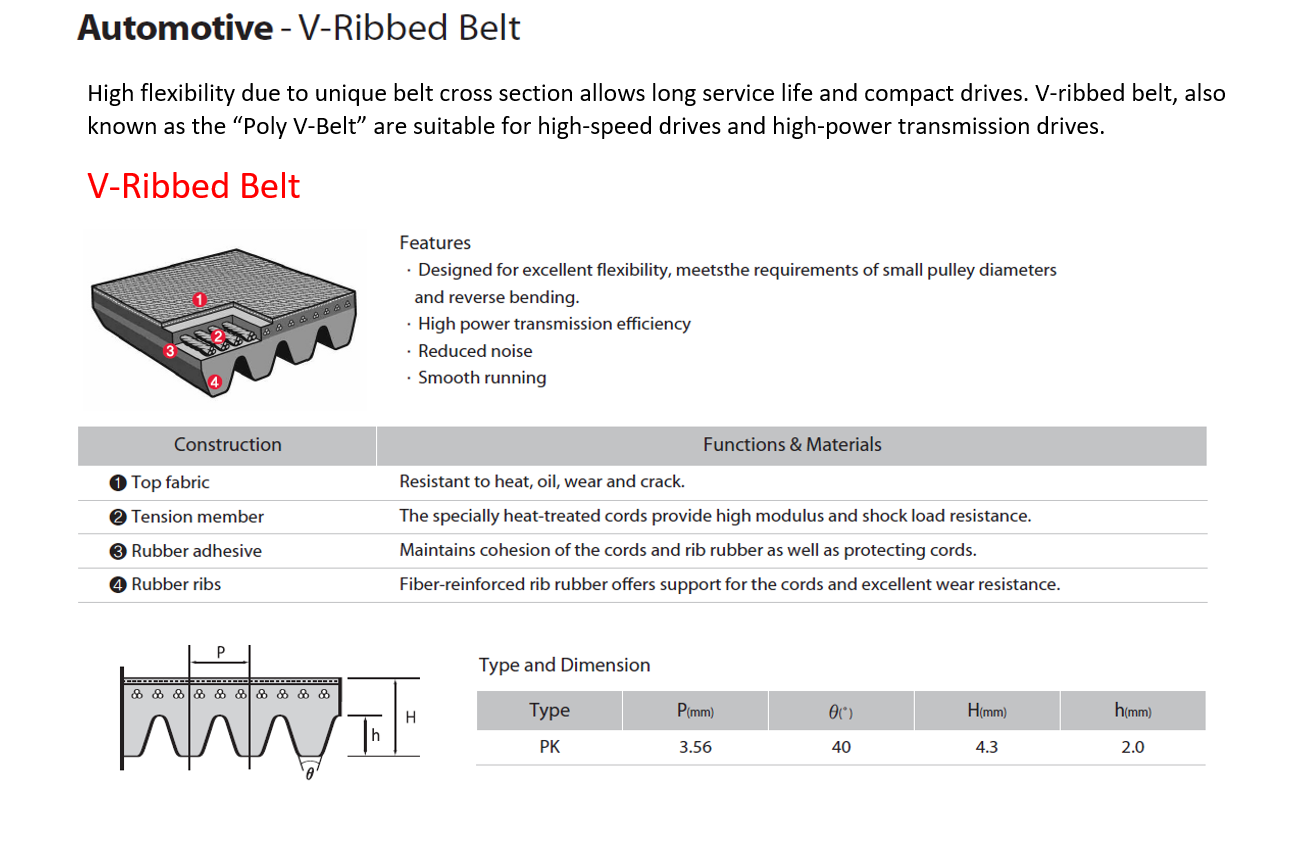 Automotive - V-Ribbed Belt
High flexibility due to unique belt cross section allows long service life and compact drives. V-ribbed belt, also
known as the “Poly V-Belt” are suitable for high-speed drives and high-power transmission drives.
V-Ribbed Belt
1
2
3
4
Features
· Designed for excellent flexibility, meetsthe requirements of small pulley diameters
and reverse bending.
· High power transmission efficiency
· Reduced noise
· Smooth running
Construction Functions & Materials
❶ Top fabric Resistant to heat, oil, wear and crack.
❷ Tension member The specially heat-treated cords provide high modulus and shock load resistance.
❸ Rubber adhesive Maintains cohesion of the cords and rib rubber as well as protecting cords.
❹ Rubber ribs Fiber-reinforced rib rubber offers support for the cords and excellent wear resistance.
P
H
h
θ
Type and Dimension
Type P(mm) θ(°) H(mm) h(mm)
PK 3.56 40 4.3 2.0